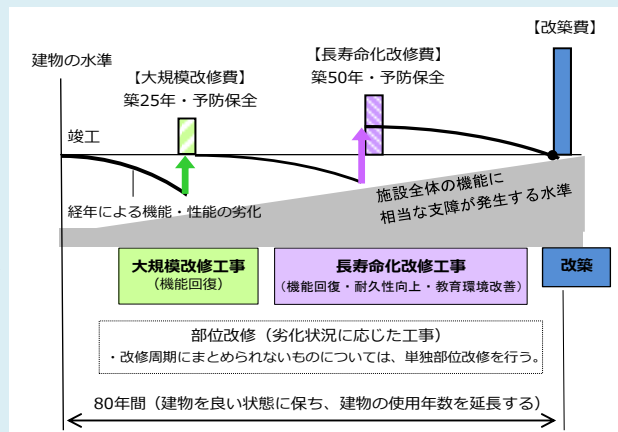 【改築費】
建物の水準
【大規模改修費】
築25年・予防保全
【長寿命化改修費】
築50年・予防保全
竣工
経年による機能・性能の劣化
施設全体の機能に
相当な支障が発生する水準
大規模改修工事
(機能回復)
長寿命化改修工事
(機能回復・耐久性向上・教育環境改善)
改築
部位改修(劣化状況に応じた工事)
・改修周期にまとめられないものについては、単独部位改修を行う。
80年間(建物を良い状態に保ち、建物の使用年数を延長する)